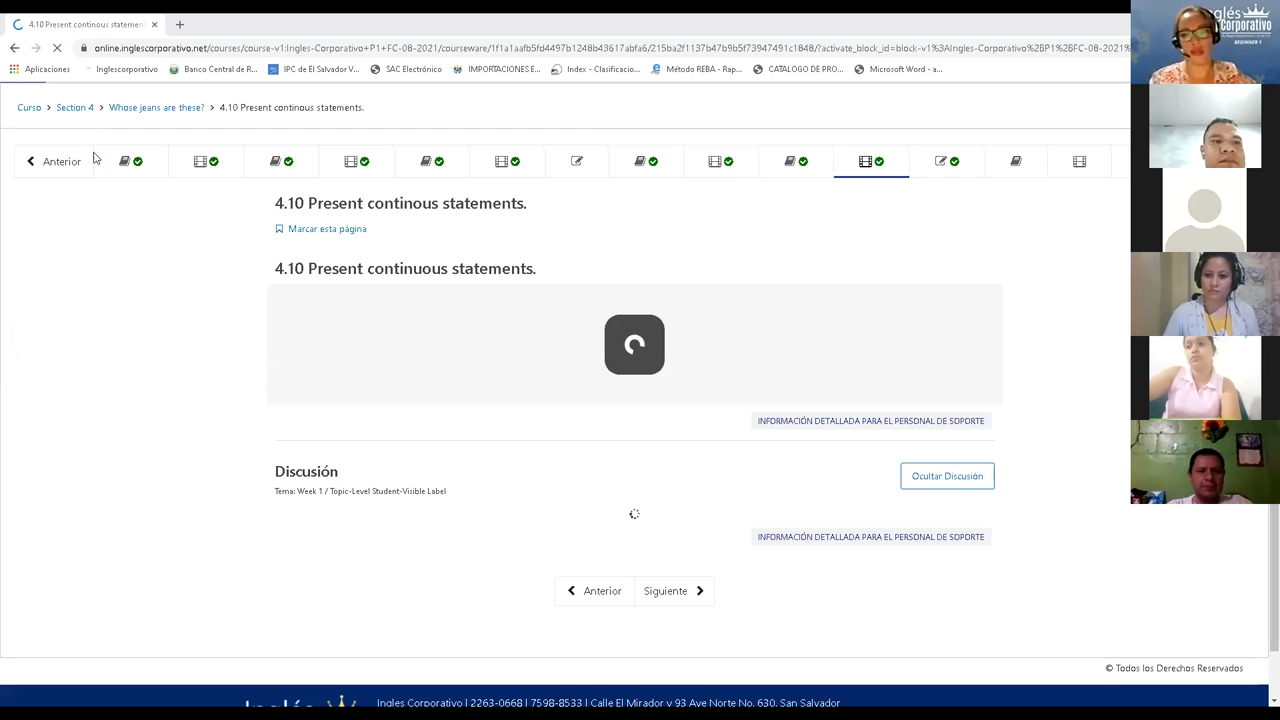 4.10 Present continous statemen
online.inglescorporativo.net/courses/course-v1:Ingles-Corporativo+P1+FC-08-2021/courseware/1f1a1aafb5fd494f97b1248b43617abfa6/215ba2f1137b47b9b5f73947491c1848/?activate_block_id=block-v1%3AIngles-Corporativo%2BP1%2BFC-08-2021%
Aplicaciones
Inglescorporativo
Banco Central de R...
IPC de El Salvador V...
SAC Electrónico
IMPORTACIONES E...
Index - Clasificacio...
Método REBA - Rap...
CATALOGO DE PRO...
Microsoft Word - a...
Inglés
Corporativo
BEGINNER 1
Curso > Section 4 > Whose jeans are these? > 4.10 Present continous statements.
Anterior
4.10 Present continous statements.
Marcar esta página
4.10 Present continuous statements.
INFORMACIÓN DETALLADA PARA EL PERSONAL DE SOPORTE
Discusión
Ocultar Discusión
Tema: Week 1 / Topic-Level Student-Visible Label
INFORMACIÓN DETALLADA PARA EL PERSONAL DE SOPORTE
Anterior
Siguiente
© Todos los Derechos Reservados
Ingles Corporativo | 2263-0668 | 7598-8533 | Calle El Mirador y 93 Ave Norte No. 630, San Salvador